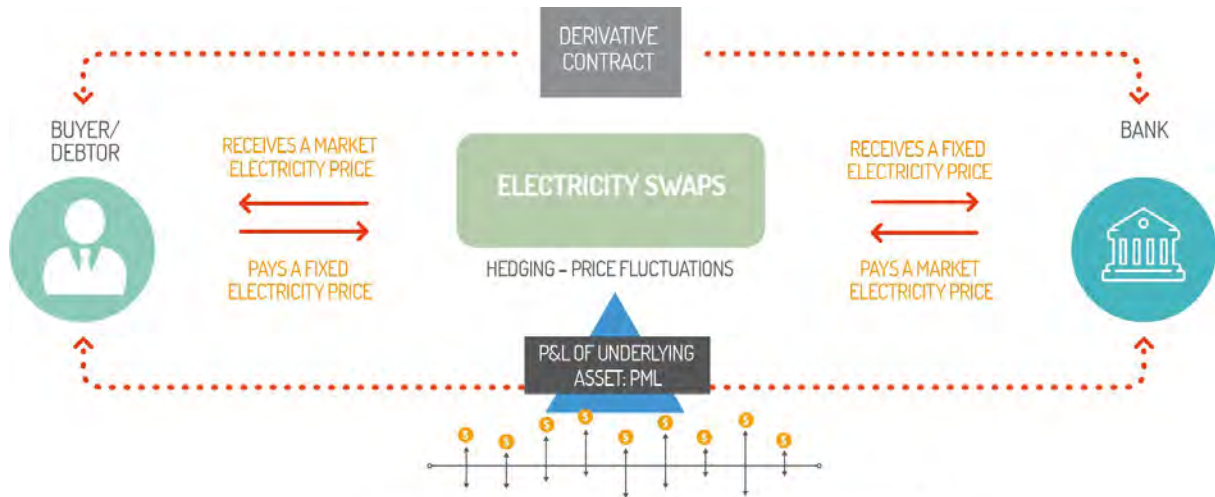 DERIVATIVE
CONTRACT
BUYER/
DEBTOR
RECEIVES A MARKET
ELECTRICITY PRICE
PAYS A FIXED
ELECTRICITY PRICE
ELECTRICITY SWAPS
HEDGING – PRICE FLUCTUATIONS
RECEIVES A FIXED
ELECTRICITY PRICE
PAYS A MARKET
ELECTRICITY PRICE
BANK
P&L OF UNDERLYING
ASSET: PML
$ $ $ $ $ $ $ $ $